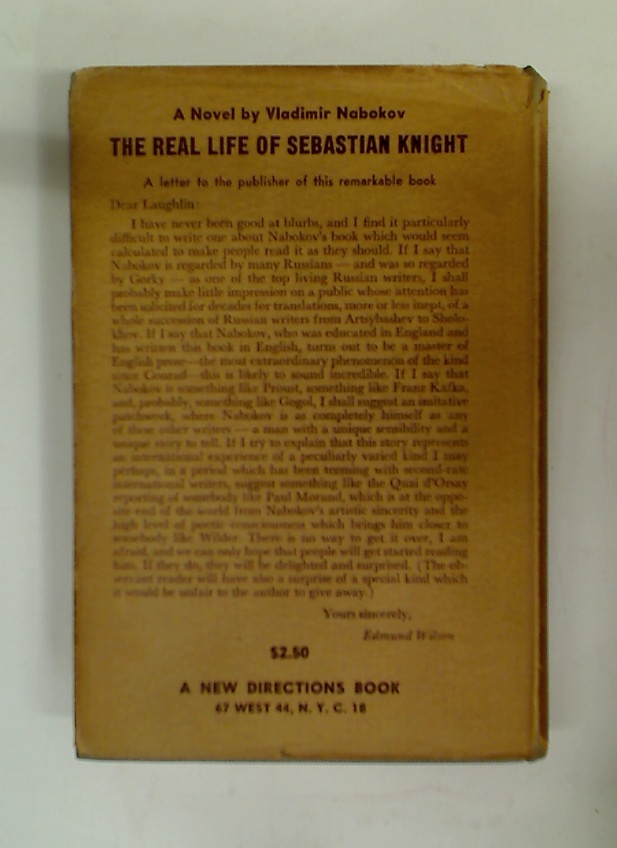 A Novel by Vladimir Nabokov
THE REAL LIFE OF SEBASTIAN KNIGHT
A letter to the publisher of this remarkable book
Dear Laughlin:
I have never been good at blurbs, and I find it particularly
difficult to write one about Nabokov's book which would seem
calculated to make people read it as they should. If I say that
Nabokov is regarded by many Russians — and was so regarded
by Gorky — as one of the top living Russian writers, I shall
probably make little impression on a public whose attention has
been solicited for decades for translations, more or less inept, of a
whole succession of Russian writers from Artsybashev to Sholo-
khov. If I say that Nabokov, who was educated in England and
has written this book in English, turns out to be a master of
English prose—the most extraordinary phenomenon of the kind
since Conrad—this is likely to sound incredible. If I say that
Nabokov is something like Proust, something like Franz Kafka,
and, probably, something like Gogol, I shall suggest an imitative
patchwork, where Nabokov is as completely himself as any
of these other writers — a man with a unique sensibility and a
unique story to tell. If I try to explain that this story represents
an international experience of a peculiarly varied kind I may
perhaps, in a period which has been teeming with second-rate
international writers, suggest something like the Quai d'Orsay
reporting of somebody like Paul Morand, which is at the oppo-
site end of the world from Nabokov's artistic sincerity and the
high level of poetic consciousness which brings him closer to
somebody like Wilder. There is no way to get it over, I am
afraid, and we can only hope that people will get started reading
him. If they do, they will be delighted and surprised. (The ob-
servant reader will have also a surprise of a special kind which
it would be unfair to the author to give away.)
Yours sincerely,
Edmund Wilson
$2.50
A NEW DIRECTIONS BOOK
67 WEST 44, N. Y. C. 18